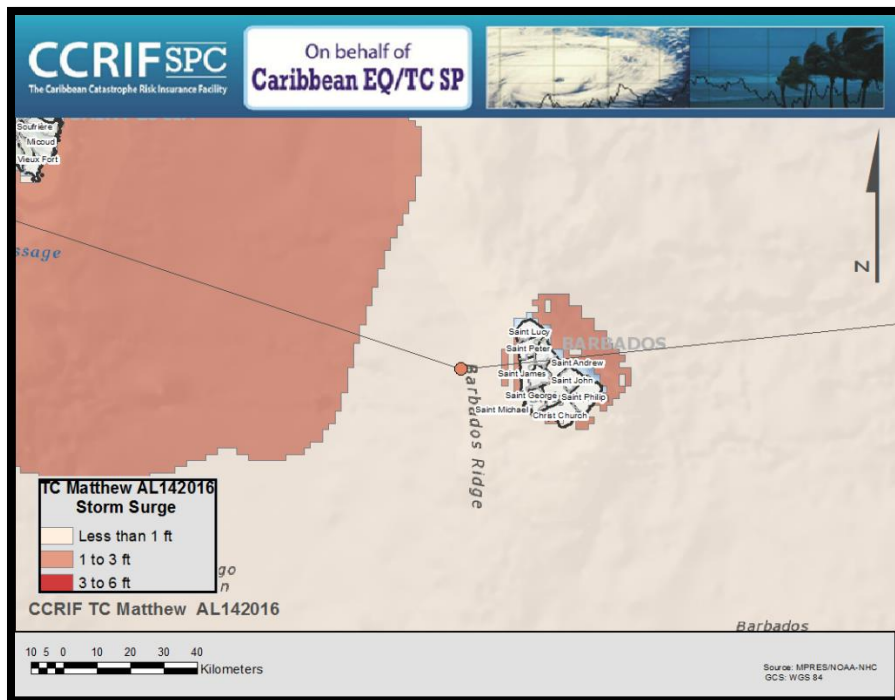 CCRIF SPC
The Caribbean Catastrophe Risk Insurance Facility
On behalf of
Caribbean EQ/TC SP
Soufrière
Micoud
Vieux Fort
ssage
N
Saint Lucy
Saint Peter
BARBADOS
Saint Andrew
Saint James
Saint John
Saint George
Saint Philip
Saint Michael
Christ Church
Barbados Ridge
TC Matthew AL142016
Storm Surge
Less than 1 ft
1 to 3 ft
3 to 6 ft
go
n
CCRIF TC Matthew AL142016
Barbados
10 5 0 10 20 30 40
Kilometers
Source: MPRES/NOAA-NHC
GCS: WGS 84